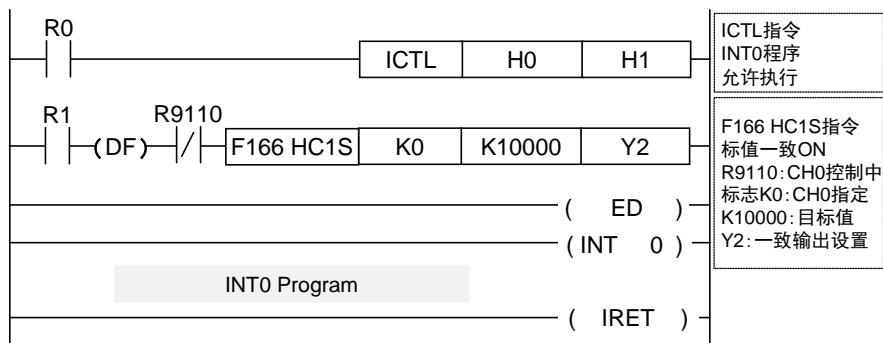 R0
ICTL H0 H1
ICTL指令
INT0程序
允许执行
R1 (DF) R9110 F166 HC1S K0 K10000 Y2
F166 HC1S指令
标值一致ON
R9110:CH0控制中
标志K0:CH0指定
K10000:目标值
Y2:一致输出设置
( ED )
(INT 0 )
INT0 Program
( IRET )